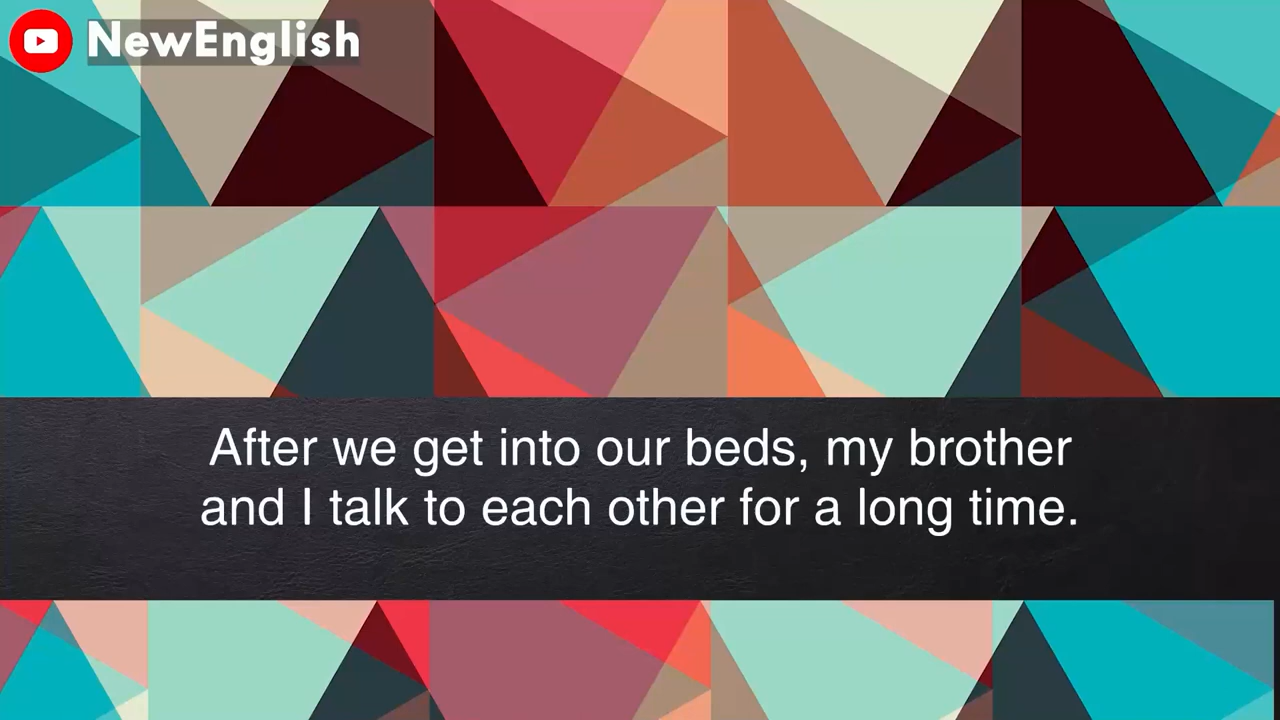 NewEnglish
After we get into our beds, my brother
and I talk to each other for a long time.